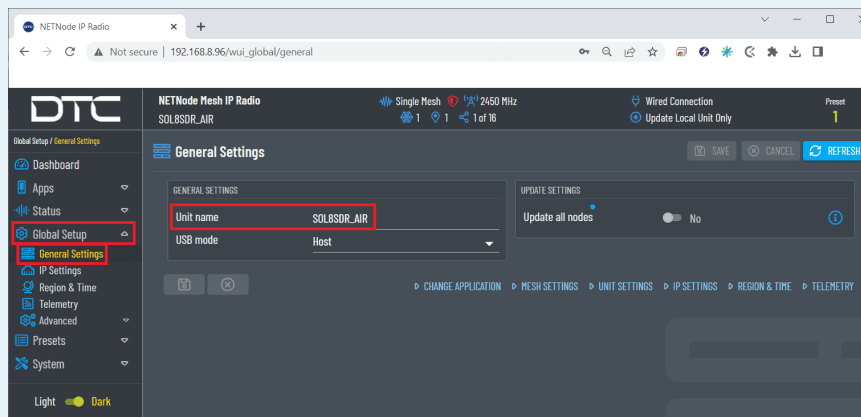 DTC NETNode IP Radio
Not secure | 192.168.8.96/wui_global/general
DTC
NETNode Mesh IP Radio
SOL8SDR_AIR
Single Mesh 2450 MHz
1 1 1 of 16
Wired Connection
Update Local Unit Only
Preset
1
Global Setup / General Settings
Dashboard
Apps
Status
Global Setup
General Settings
IP Settings
Region & Time
Telemetry
Advanced
Presets
System
Light Dark
General Settings
SAVE CANCEL REFRESH
GENERAL SETTINGS
Unit name SOL8SDR_AIR
USB mode Host
UPDATE SETTINGS
Update all nodes No
CHANGE APPLICATION MESH SETTINGS UNIT SETTINGS IP SETTINGS REGION & TIME TELEMETRY